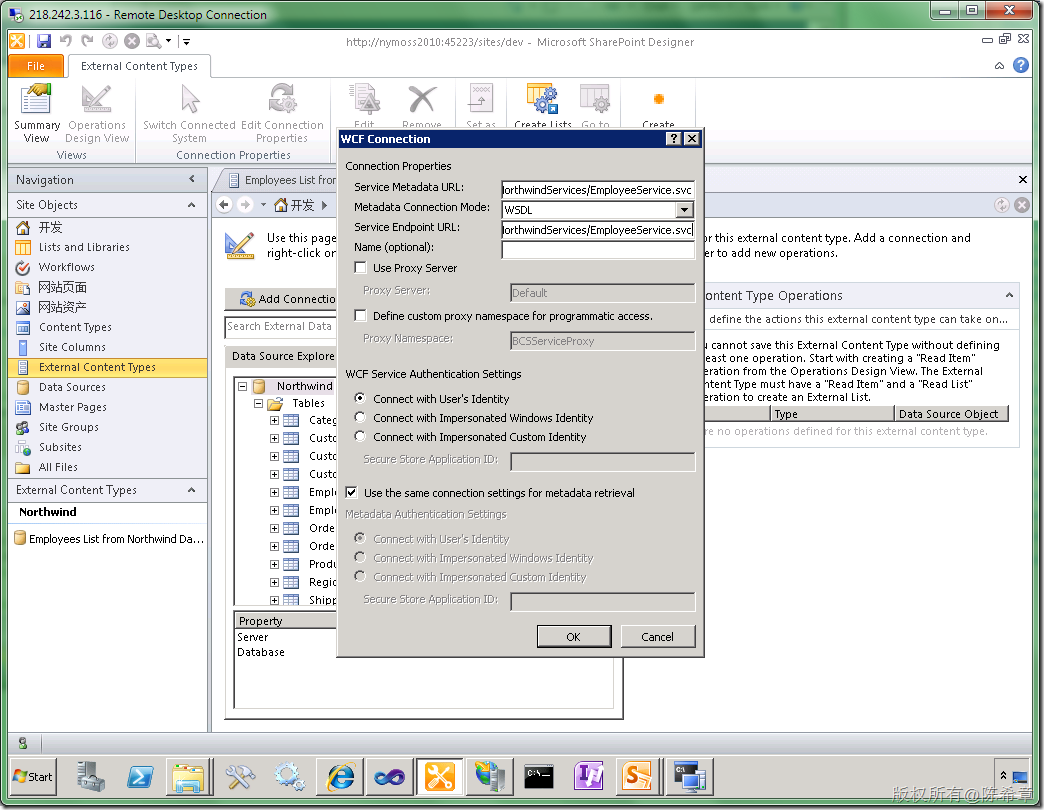 218.242.3.116 - Remote Desktop Connection
http://nymoss2010:45223/sites/dev - Microsoft SharePoint Designer
File
External Content Types
Summary View
Operations Design View
Switch Connected System
Edit Connection Properties
Edit
Remove
Set as
Create Lists
Go to
Create
Views
Connection Properties
Navigation
Site Objects
开发
Lists and Libraries
Workflows
网站页面
网站资产
Content Types
Site Columns
External Content Types
Data Sources
Master Pages
Site Groups
Subsites
All Files
External Content Types
Northwind
Employees List from Northwind Da...
Employees List from
开发
Use this page
right-click or
Add Connectio
Search External Data
Data Source Explore
Northwind
Tables
Categ
Custo
Custo
Custo
Emplo
Emplo
Orde
Orde
Produ
Regio
Shipp
Property
Server
Database
WCF Connection
Connection Properties
Service Metadata URL:
lorthwindServices/EmployeeService.svc
Metadata Connection Mode:
WSDL
Service Endpoint URL:
lorthwindServices/EmployeeService.svc
Name (optional):
Use Proxy Server
Proxy Server:
Default
Define custom proxy namespace for programmatic access.
Proxy Namespace:
BCSServiceProxy
WCF Service Authentication Settings
Connect with User's Identity
Connect with Impersonated Windows Identity
Connect with Impersonated Custom Identity
Secure Store Application ID:
Use the same connection settings for metadata retrieval
Metadata Authentication Settings
Connect with User's Identity
Connect with Impersonated Windows Identity
Connect with Impersonated Custom Identity
Secure Store Application ID:
OK
Cancel
or this external content type. Add a connection and
er to add new operations.
ontent Type Operations
define the actions this external content type can take on...
u cannot save this External Content Type without defining
east one operation. Start with creating a "Read Item"
eration from the Operations Design View. The External
ntent Type must have a "Read Item" and a "Read List"
eration to create an External List.
Type
Data Source Object
re no operations defined for this external content type.
Start
版权所有@陈希章